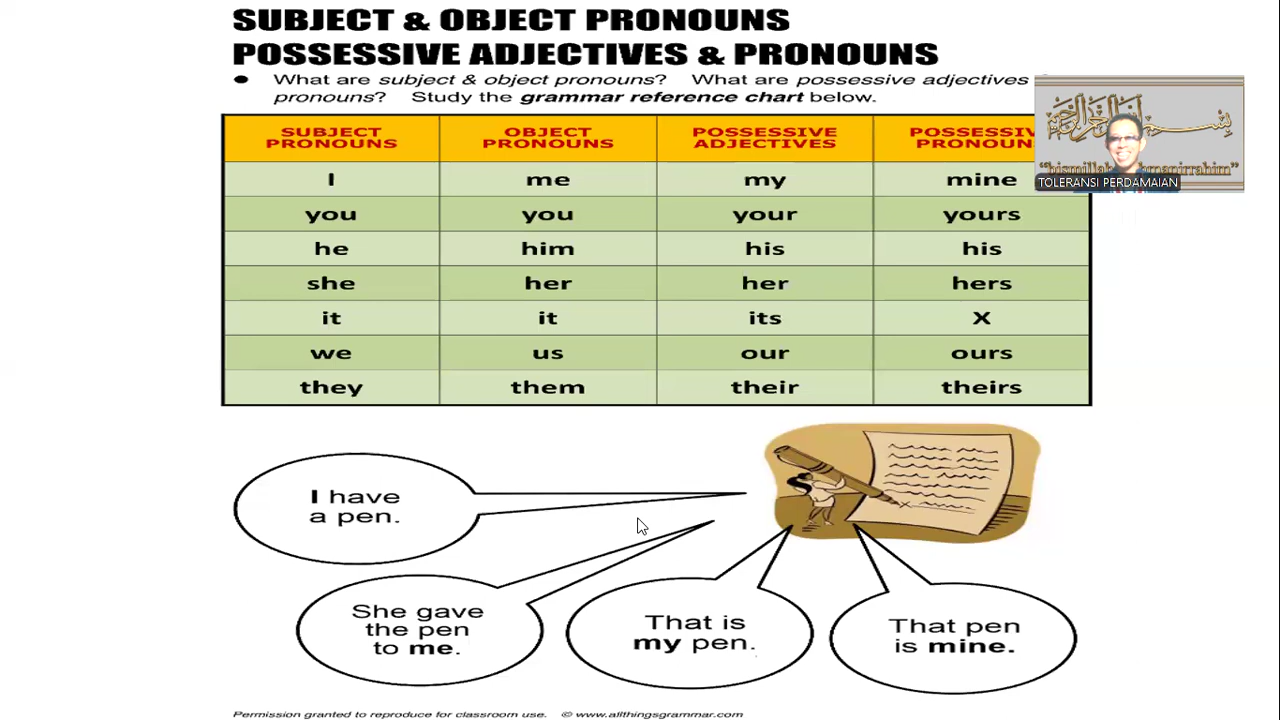 SUBJECT & OBJECT PRONOUNS
POSSESSIVE ADJECTIVES & PRONOUNS
● What are subject & object pronouns? What are possessive adjectives
pronouns? Study the grammar reference chart below.
SUBJECT PRONOUNS OBJECT PRONOUNS POSSESSIVE ADJECTIVES
I me my mine
you you your yours
he him his his
she her her hers
it it its X
we us our ours
they them their theirs
TOLERANSI PERDAMAIAN
I have
a pen.
She gave
the pen
to me.
That is
my pen.
That pen
is mine.
Permission granted to reproduce for classroom use. © www.allthingsgrammar.com